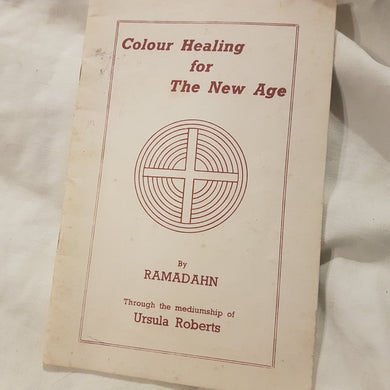 Colour Healing
for
The New Age
By
RAMADAHN
Through the mediumship of
Ursula Roberts